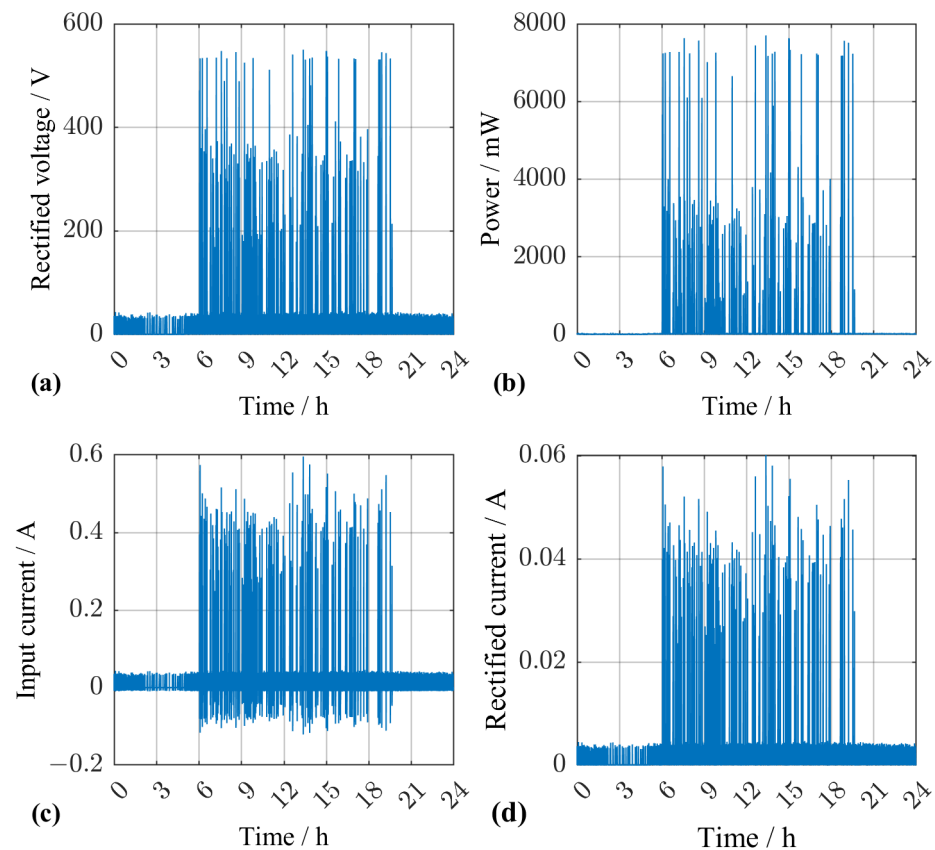 600
400
200
0
Rectified voltage / V
0 3 6 9 12 15 18 21 24
Time / h
(a)
8000
6000
4000
2000
0
Power / mW
0 3 6 9 12 15 18 21 24
Time / h
(b)
0.6
0.4
0.2
0
−0.2
Input current / A
0 3 6 9 12 15 18 21 24
Time / h
(c)
0.06
0.04
0.02
0
Rectified current / A
0 3 6 9 12 15 18 21 24
Time / h
(d)